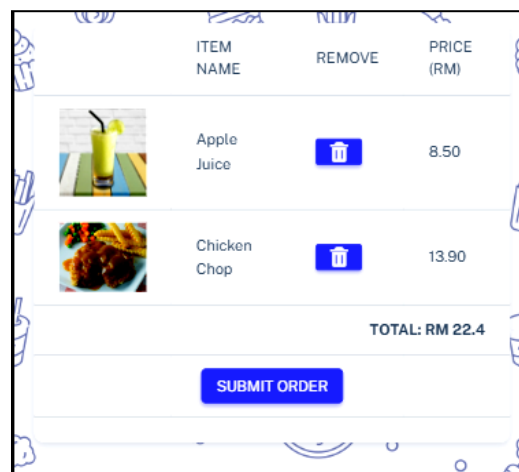 ITEM
NAME
REMOVE
PRICE
(RM)
Apple
Juice
8.50
Chicken
Chop
13.90
TOTAL: RM 22.4
SUBMIT ORDER